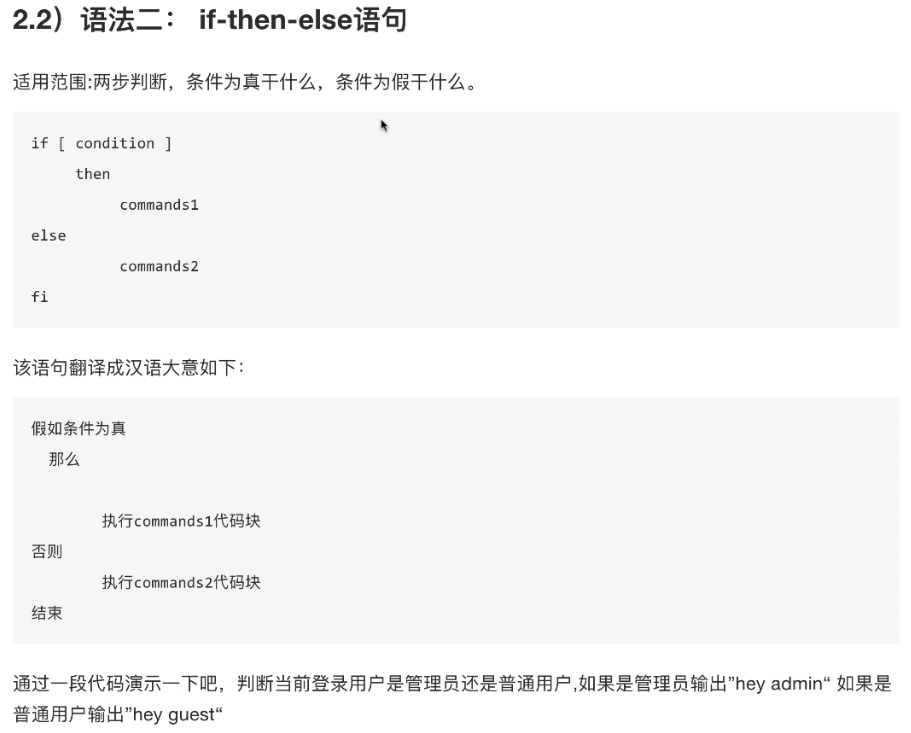 2.2）语法二： if-then-else语句
适用范围:两步判断，条件为真干什么，条件为假干什么。
if [ condition ]
then
commands1
else
commands2
fi
该语句翻译成汉语大意如下：
假如条件为真
那么
执行commands1代码块
否则
执行commands2代码块
结束
通过一段代码演示一下吧，判断当前登录用户是管理员还是普通用户,如果是管理员输出”hey admin“ 如果是
普通用户输出”hey guest“